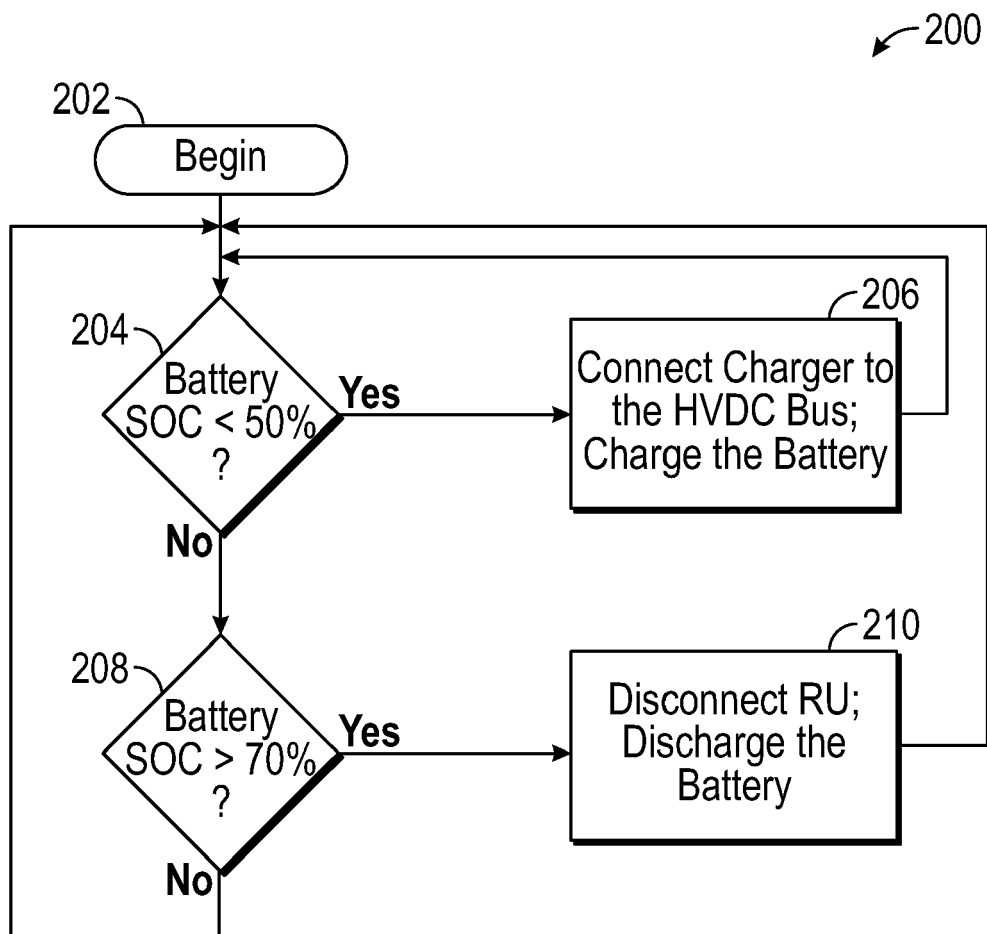 200
202
Begin
204
Battery
SOC < 50%
?
Yes
No
206
Connect Charger to
the HVDC Bus;
Charge the Battery
208
Battery
SOC > 70%
?
Yes
No
210
Disconnect RU;
Discharge the
Battery